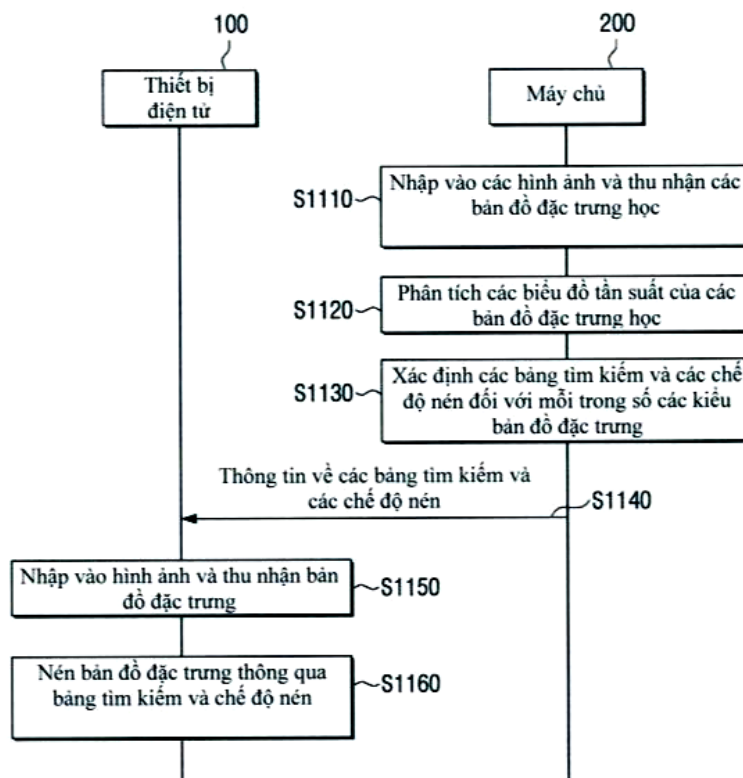 100
200
Thiết bị
điện tử
Máy chủ
S1110
Nhập vào các hình ảnh và thu nhận các
bản đồ đặc trưng học
S1120
Phân tích các biểu đồ tần suất của các
bản đồ đặc trưng học
S1130
Xác định các bảng tìm kiếm và các chế
độ nén đối với mỗi trong số các kiểu
bản đồ đặc trưng
Thông tin về các bảng tìm kiếm và
các chế độ nén
S1140
Nhập vào hình ảnh và thu nhận bản
đồ đặc trưng
S1150
Nén bản đồ đặc trưng thông qua
bảng tìm kiếm và chế độ nén
S1160